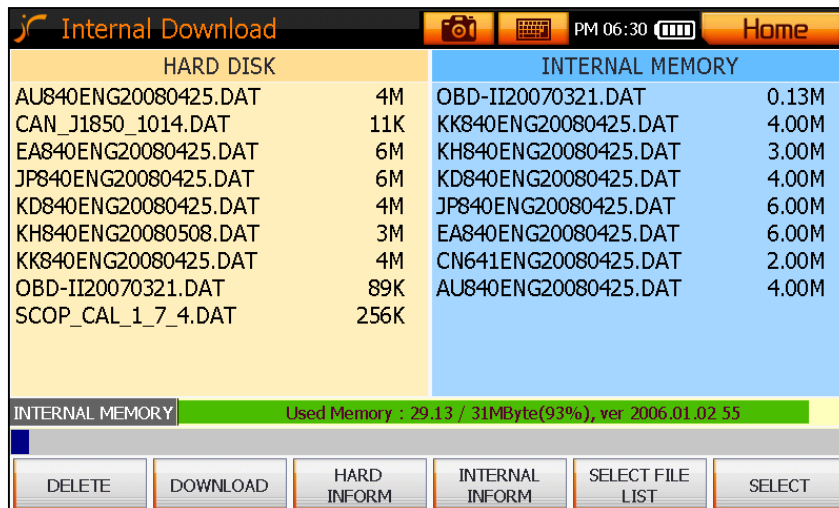 Internal Download PM 06:30 Home
HARD DISK
AU840ENG20080425.DAT 4M
CAN_J1850_1014.DAT 11K
EA840ENG20080425.DAT 6M
JP840ENG20080425.DAT 6M
KD840ENG20080425.DAT 4M
KH840ENG20080508.DAT 3M
KK840ENG20080425.DAT 4M
OBD-II20070321.DAT 89K
SCOP_CAL_1_7_4.DAT 256K
INTERNAL MEMORY
OBD-II20070321.DAT 0.13M
KK840ENG20080425.DAT 4.00M
KH840ENG20080425.DAT 3.00M
KD840ENG20080425.DAT 4.00M
JP840ENG20080425.DAT 6.00M
EA840ENG20080425.DAT 6.00M
CN641ENG20080425.DAT 2.00M
AU840ENG20080425.DAT 4.00M
INTERNAL MEMORY Used Memory : 29.13 / 31MByte(93%), ver 2006.01.02 55
DELETE
DOWNLOAD
HARD
INFORM
INTERNAL
INFORM
SELECT FILE
LIST
SELECT